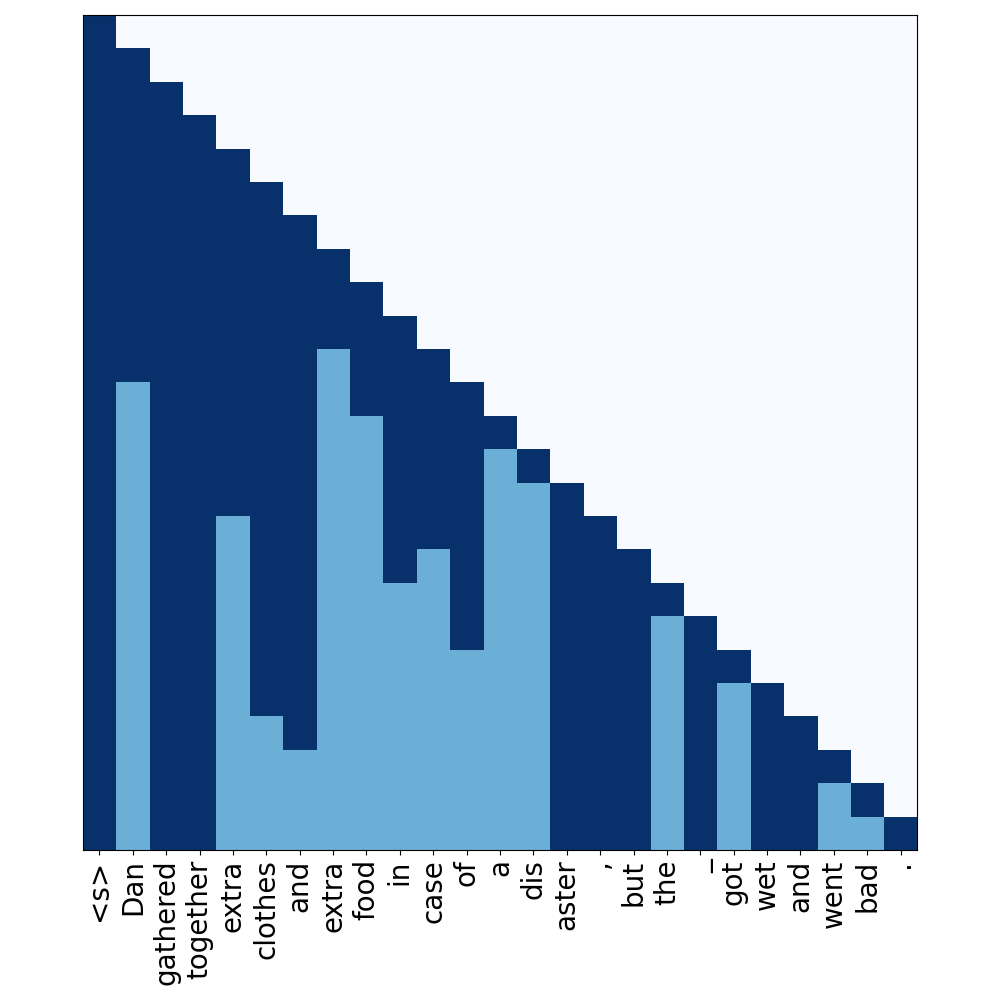 <s>
Dan
gathered
together
extra
clothes
and
extra
food
in
case
of
a
dis
aster
,
but
the
_
got
wet
and
went
bad
.